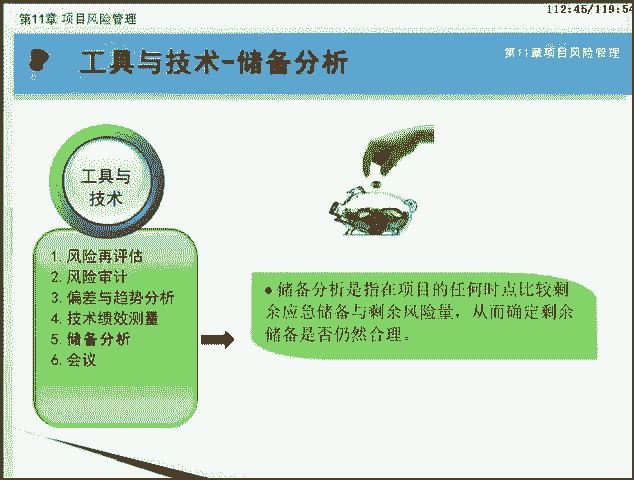 第11章 项目风险管理
112:45/119:54
工具与技术-储备分析
第11章项目风险管理
工具与
技术
1. 风险再评估
2. 风险审计
3. 偏差与趋势分析
4. 技术绩效测量
5. 储备分析
6. 会议
• 储备分析是指在项目的任何时点比较剩
余应急储备与剩余风险量，从而确定剩余
储备是否仍然合理。